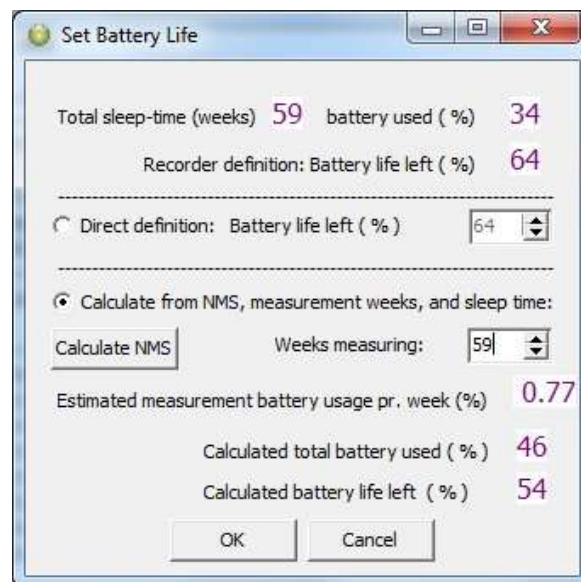 Set Battery Life
Total sleep-time (weeks) 59 battery used ( %) 34
Recorder definition: Battery life left ( %) 64
Direct definition: Battery life left ( % ) 64
Calculate from NMS, measurement weeks, and sleep time:
Calculate NMS Weeks measuring: 59
Estimated measurement battery usage pr. week (%) 0.77
Calculated total battery used ( % ) 46
Calculated battery life left ( % ) 54
OK Cancel